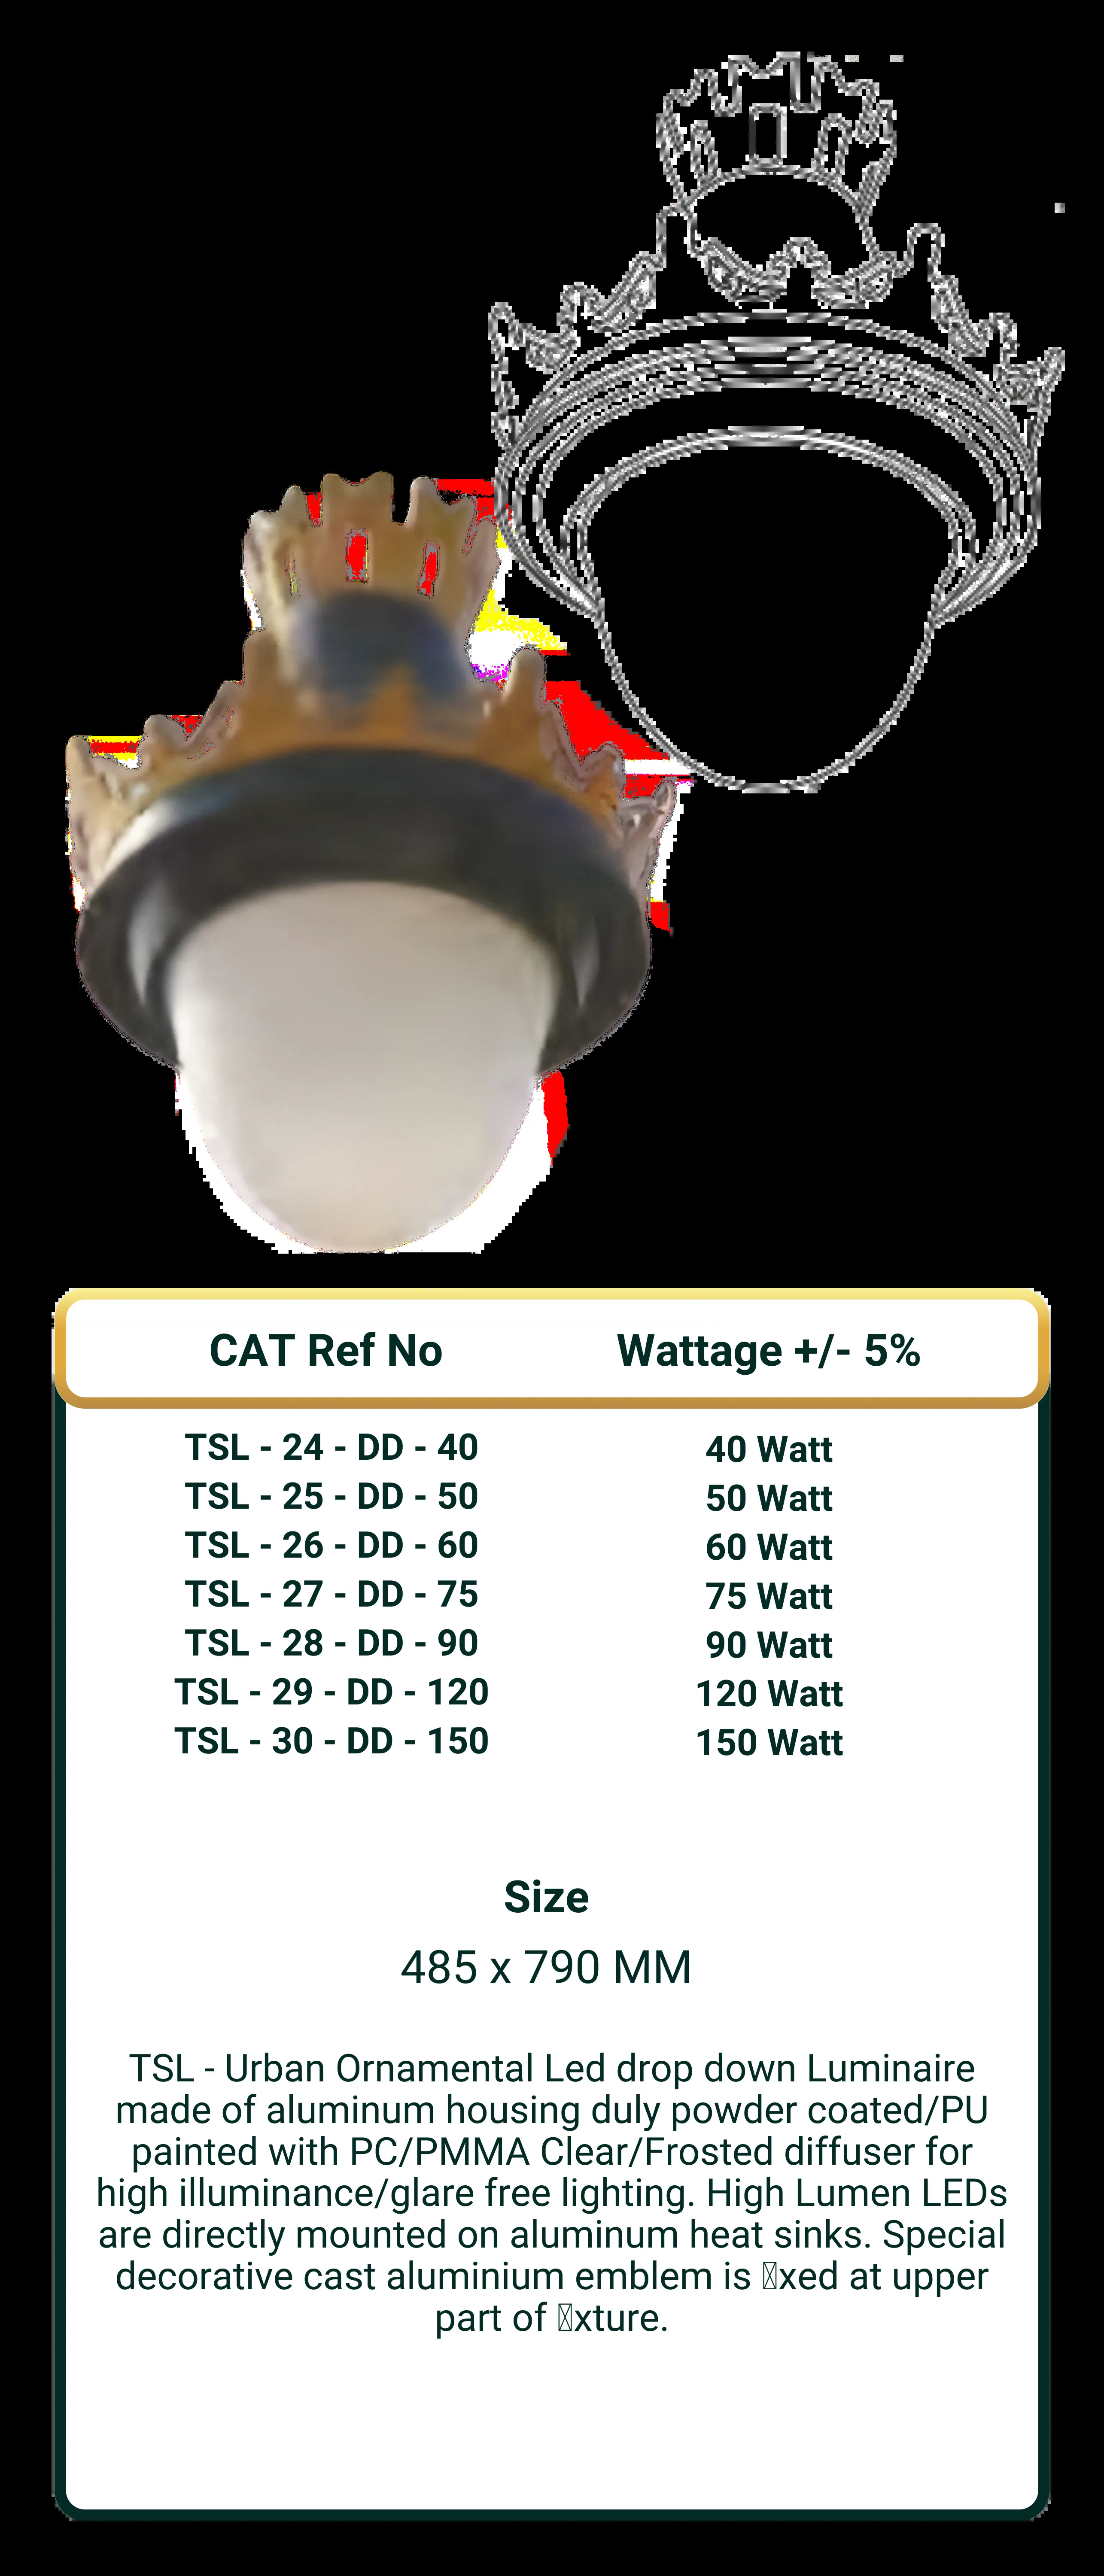 CAT Ref No Wattage +/- 5%
TSL - 24 - DD - 40 40 Watt
TSL - 25 - DD - 50 50 Watt
TSL - 26 - DD - 60 60 Watt
TSL - 27 - DD - 75 75 Watt
TSL - 28 - DD - 90 90 Watt
TSL - 29 - DD - 120 120 Watt
TSL - 30 - DD - 150 150 Watt
Size
485 x 790 MM
TSL - Urban Ornamental Led drop down Luminaire
made of aluminum housing duly powder coated/PU
painted with PC/PMMA Clear/Frosted diffuser for
high illuminance/glare free lighting. High Lumen LEDs
are directly mounted on aluminum heat sinks. Special
decorative cast aluminium emblem is xed at upper
part of xture.